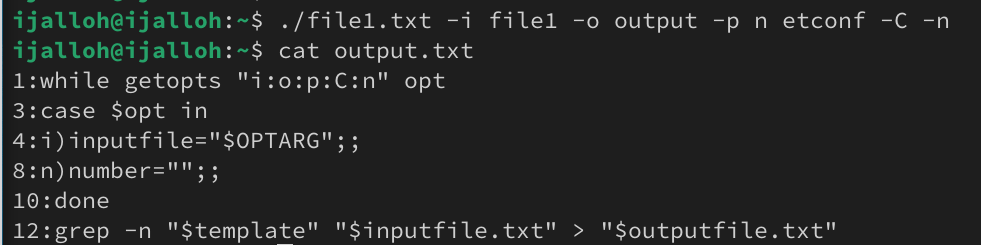 ijalloh@ijalloh:~$ ./file1.txt -i file1 -o output -p n etconf -C -n
ijalloh@ijalloh:~$ cat output.txt
1:while getopts "i:o:p:C:n" opt
3:case $opt in
4:i)inputfile="$OPTARG";;
8:n)number="";;
10:done
12:grep -n "$template" "$inputfile.txt" > "$outputfile.txt"